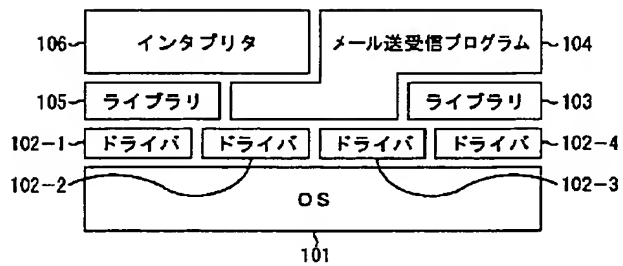 106 インタプリタ メール送受信プログラム 104
105 ライブラリ ライブラリ 103
102-1 ドライバ ドライバ ドライバ ドライバ 102-4
102-2 102-3
OS
101